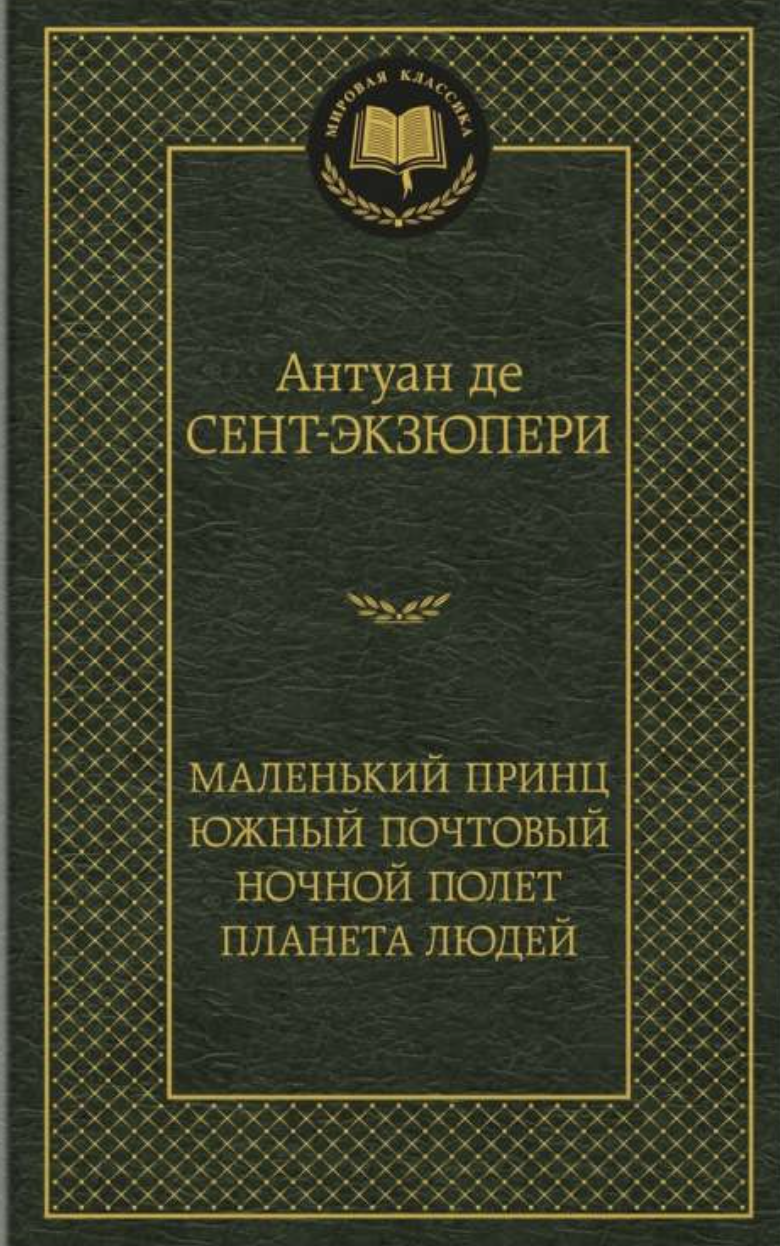 МИРОВАЯ КЛАССИКА
Антуан де
СЕНТ-ЭКЗЮПЕРИ
МАЛЕНЬКИЙ ПРИНЦ
ЮЖНЫЙ ПОЧТОВЫЙ
НОЧНОЙ ПОЛЕТ
ПЛАНЕТА ЛЮДЕЙ